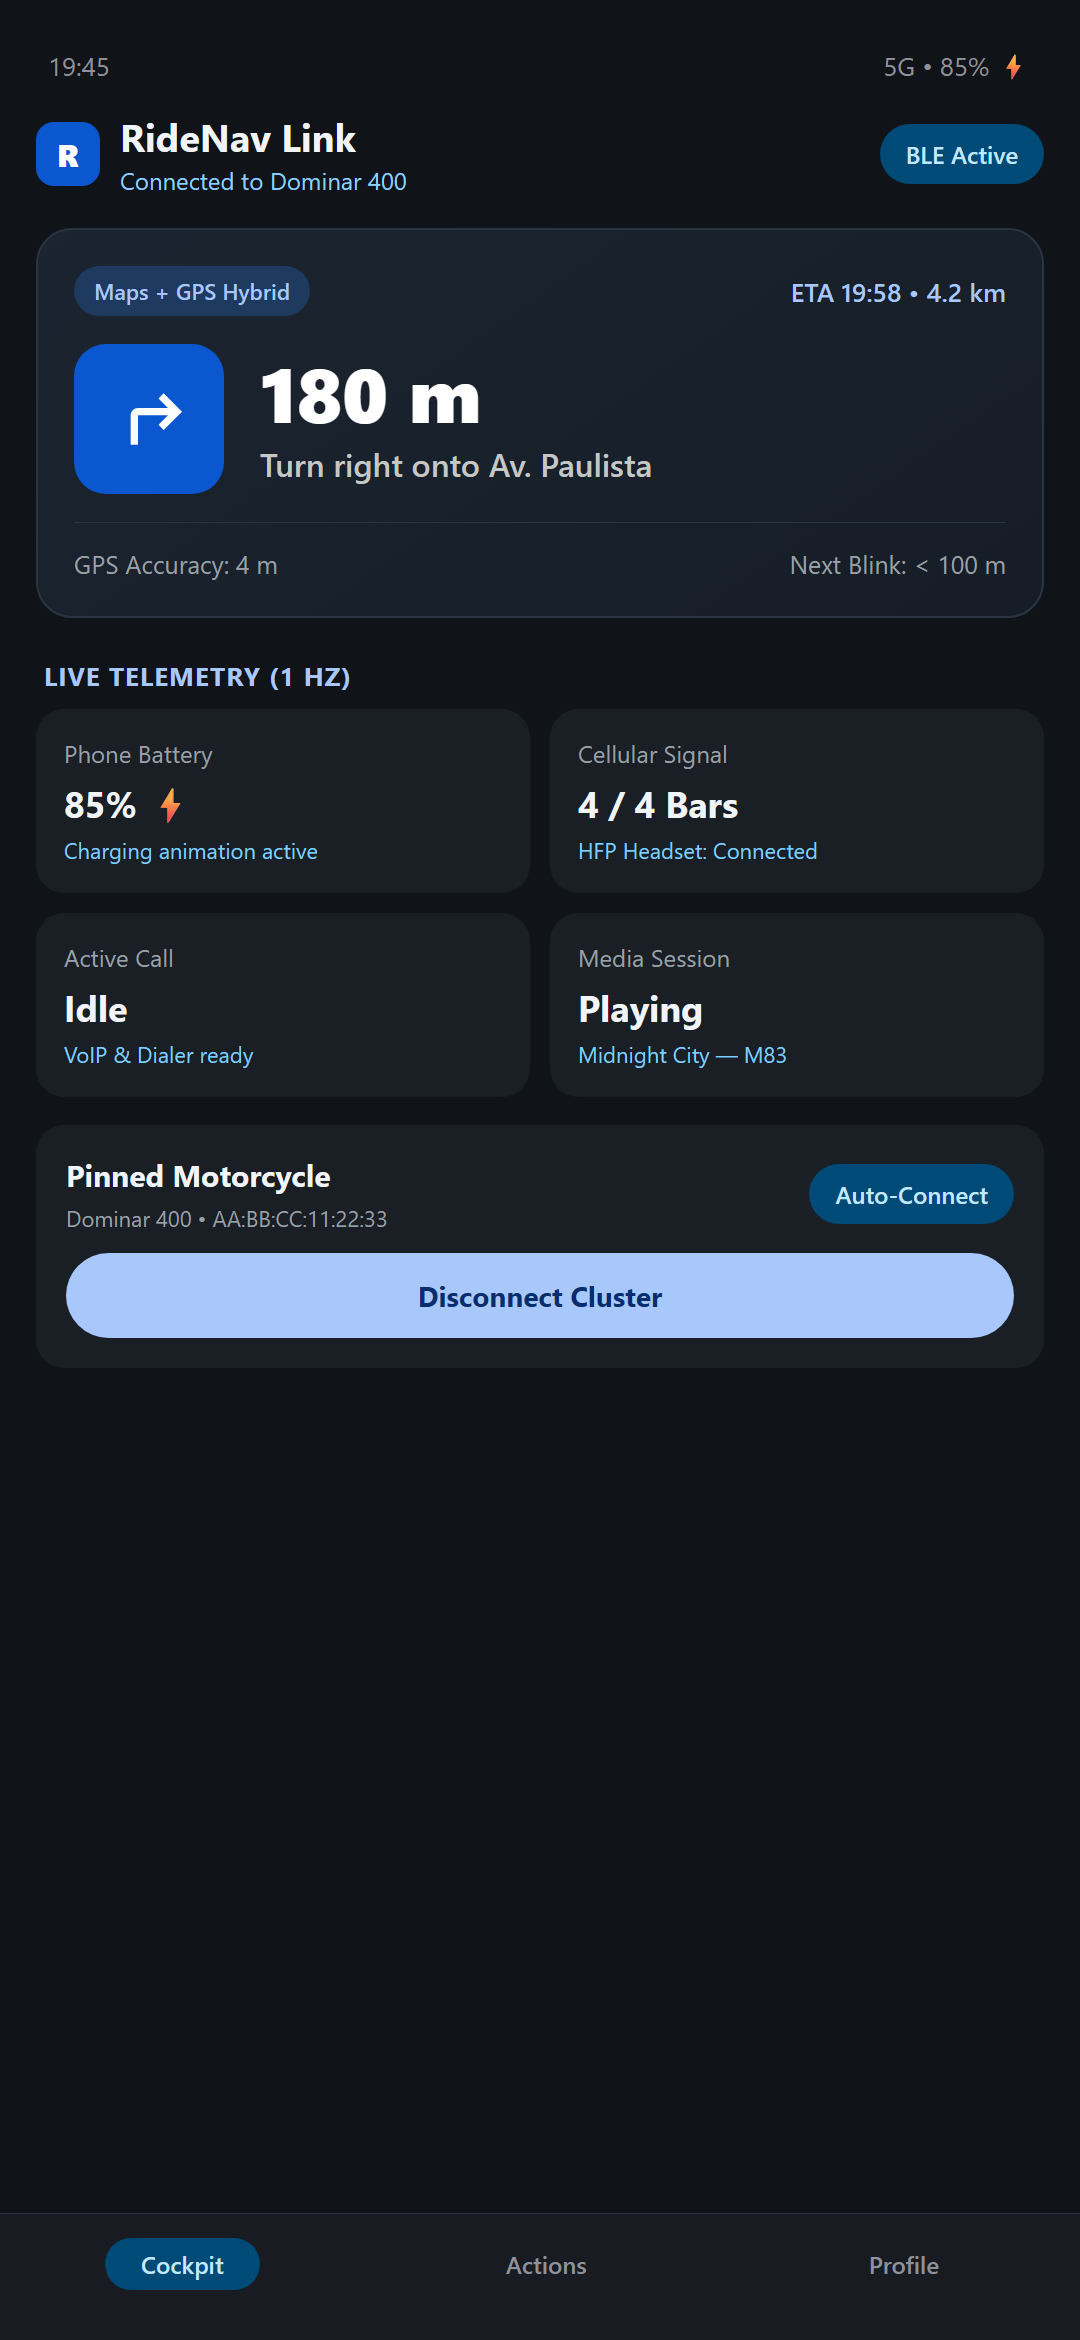 19:45
5G • 85% ⚡
R
RideNav Link
Connected to Dominar 400
BLE Active
Maps + GPS Hybrid
ETA 19:58 • 4.2 km
180 m
Turn right onto Av. Paulista
GPS Accuracy: 4 m
Next Blink: < 100 m
LIVE TELEMETRY (1 HZ)
Phone Battery
85% ⚡
Charging animation active
Cellular Signal
4 / 4 Bars
HFP Headset: Connected
Active Call
Idle
VoIP & Dialer ready
Media Session
Playing
Midnight City — M83
Pinned Motorcycle
Dominar 400 • AA:BB:CC:11:22:33
Auto-Connect
Disconnect Cluster
Cockpit
Actions
Profile